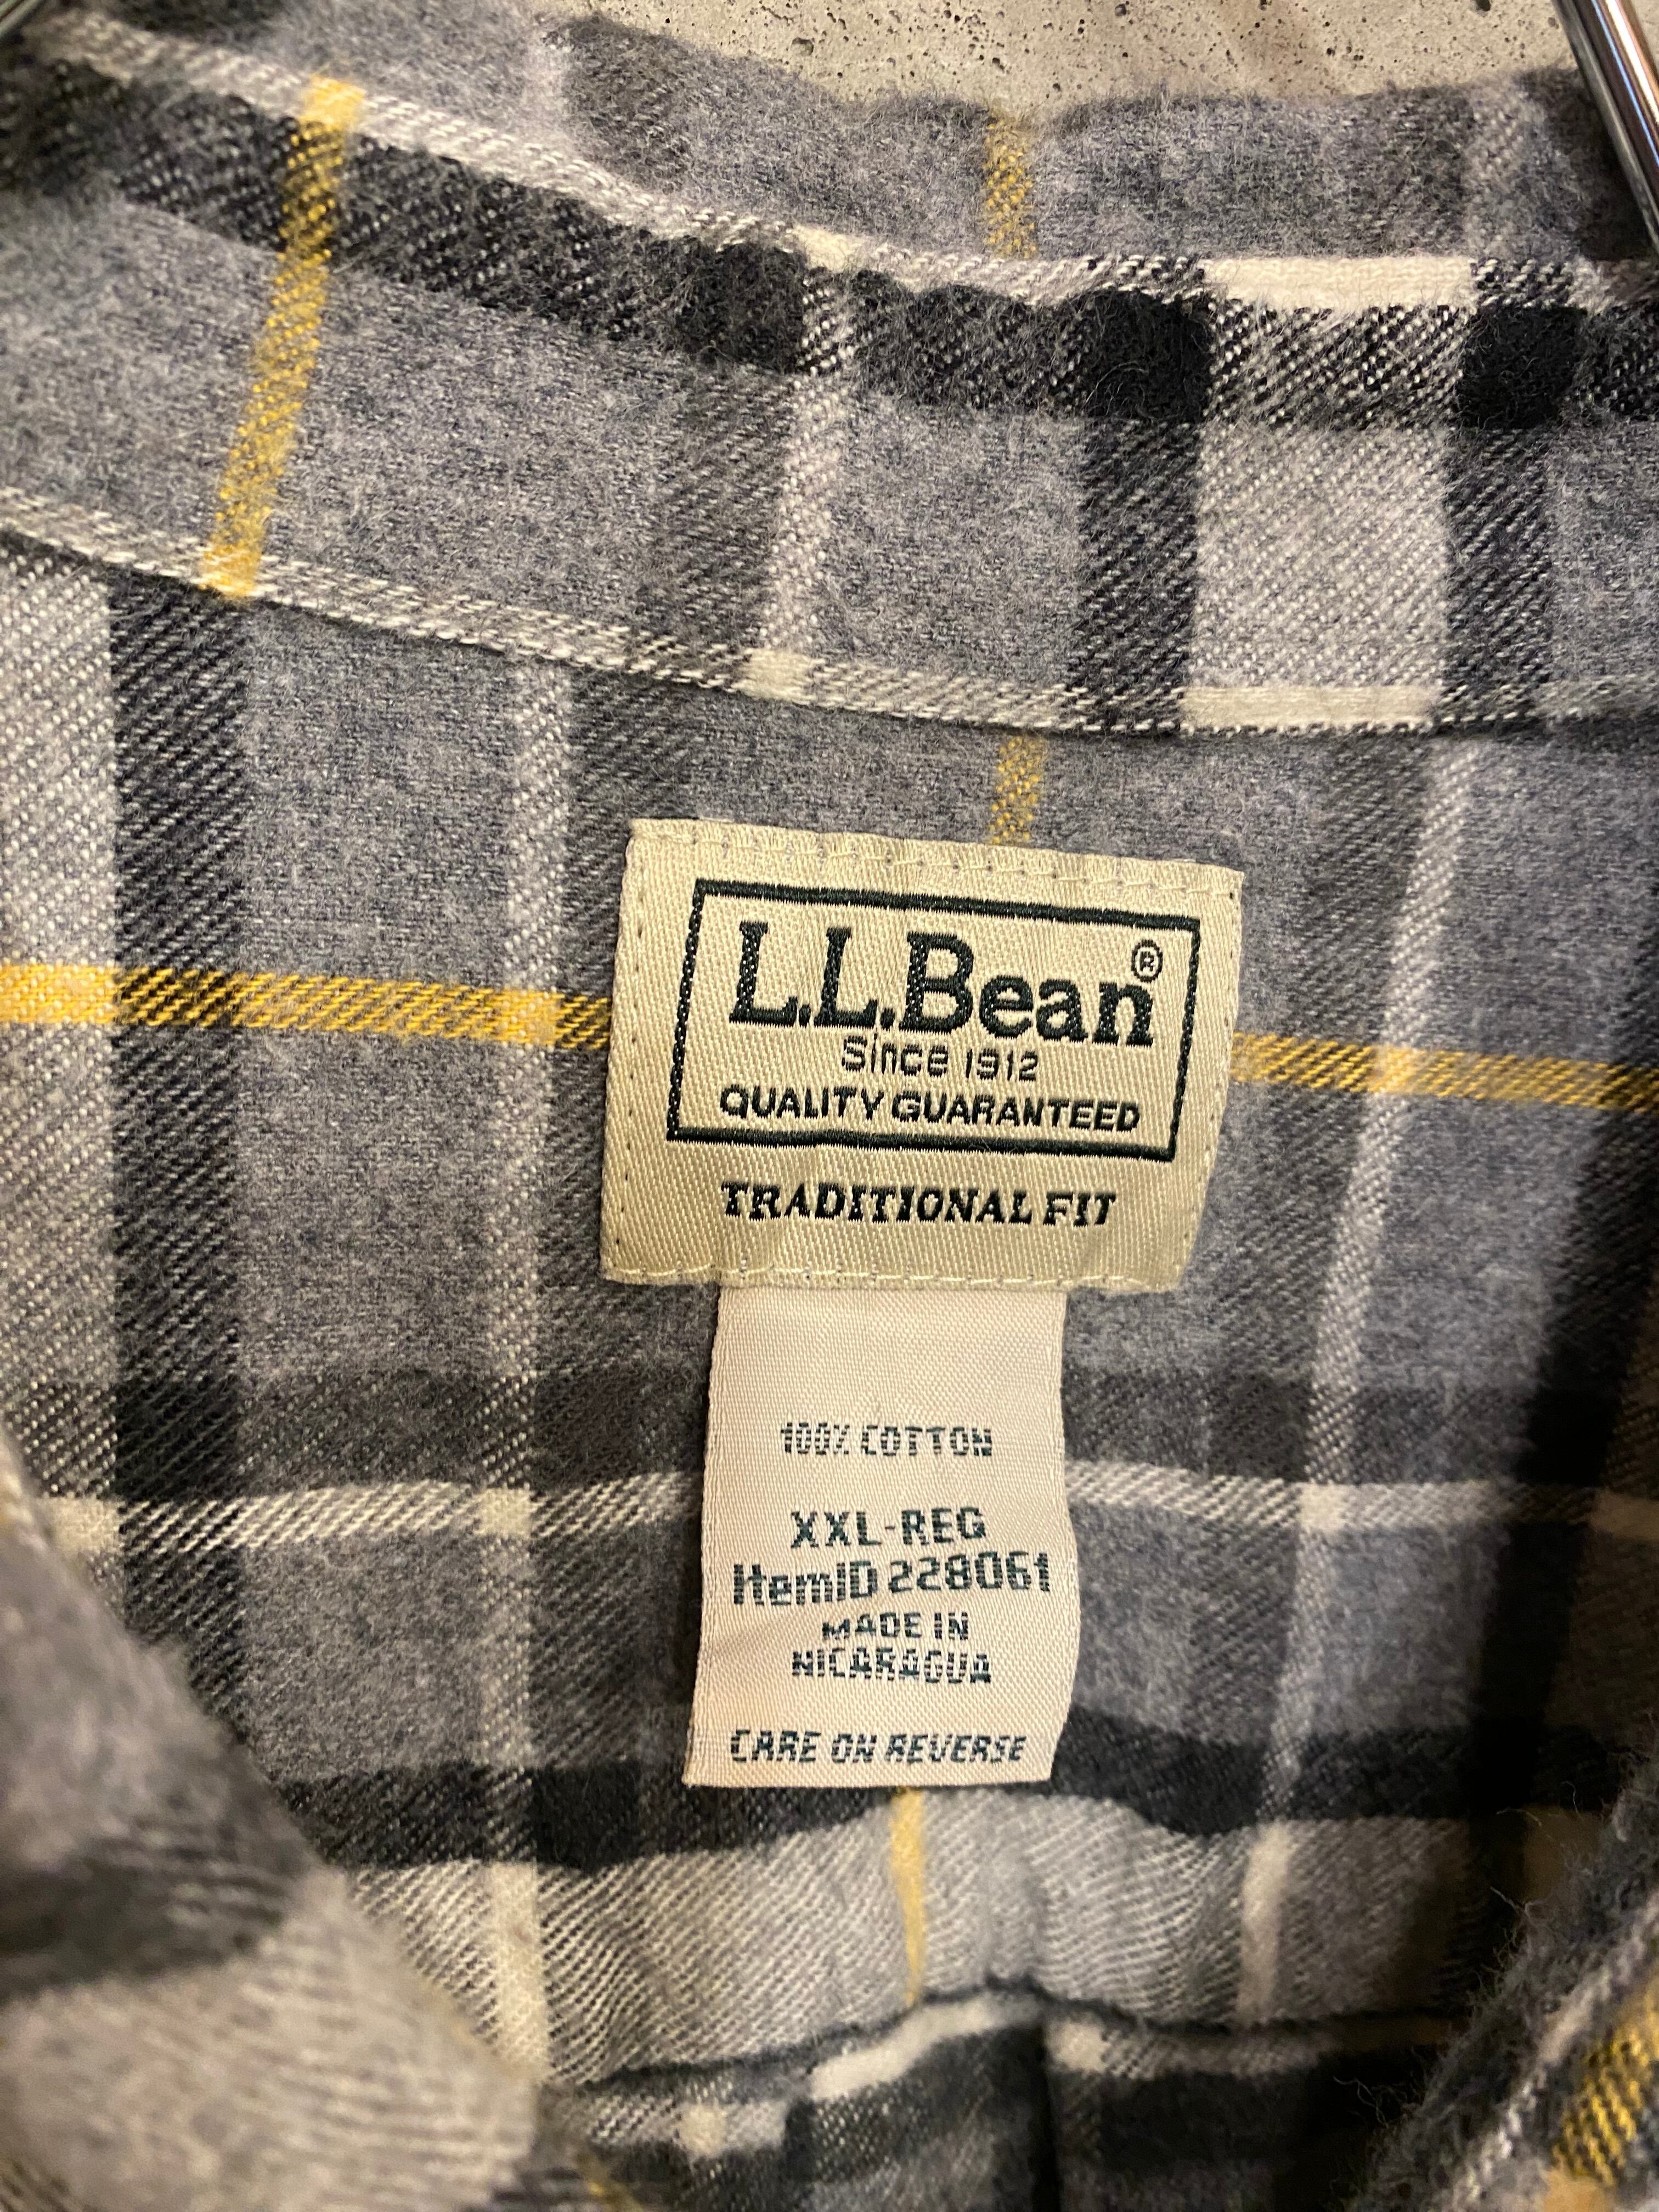 L.L.Bean®
Since 1912
QUALITY GUARANTEED
TRADITIONAL FIT
100% COTTON
XXL-REG
ItemID 228061
MADE IN
NICARAGUA
CARE ON REVERSE